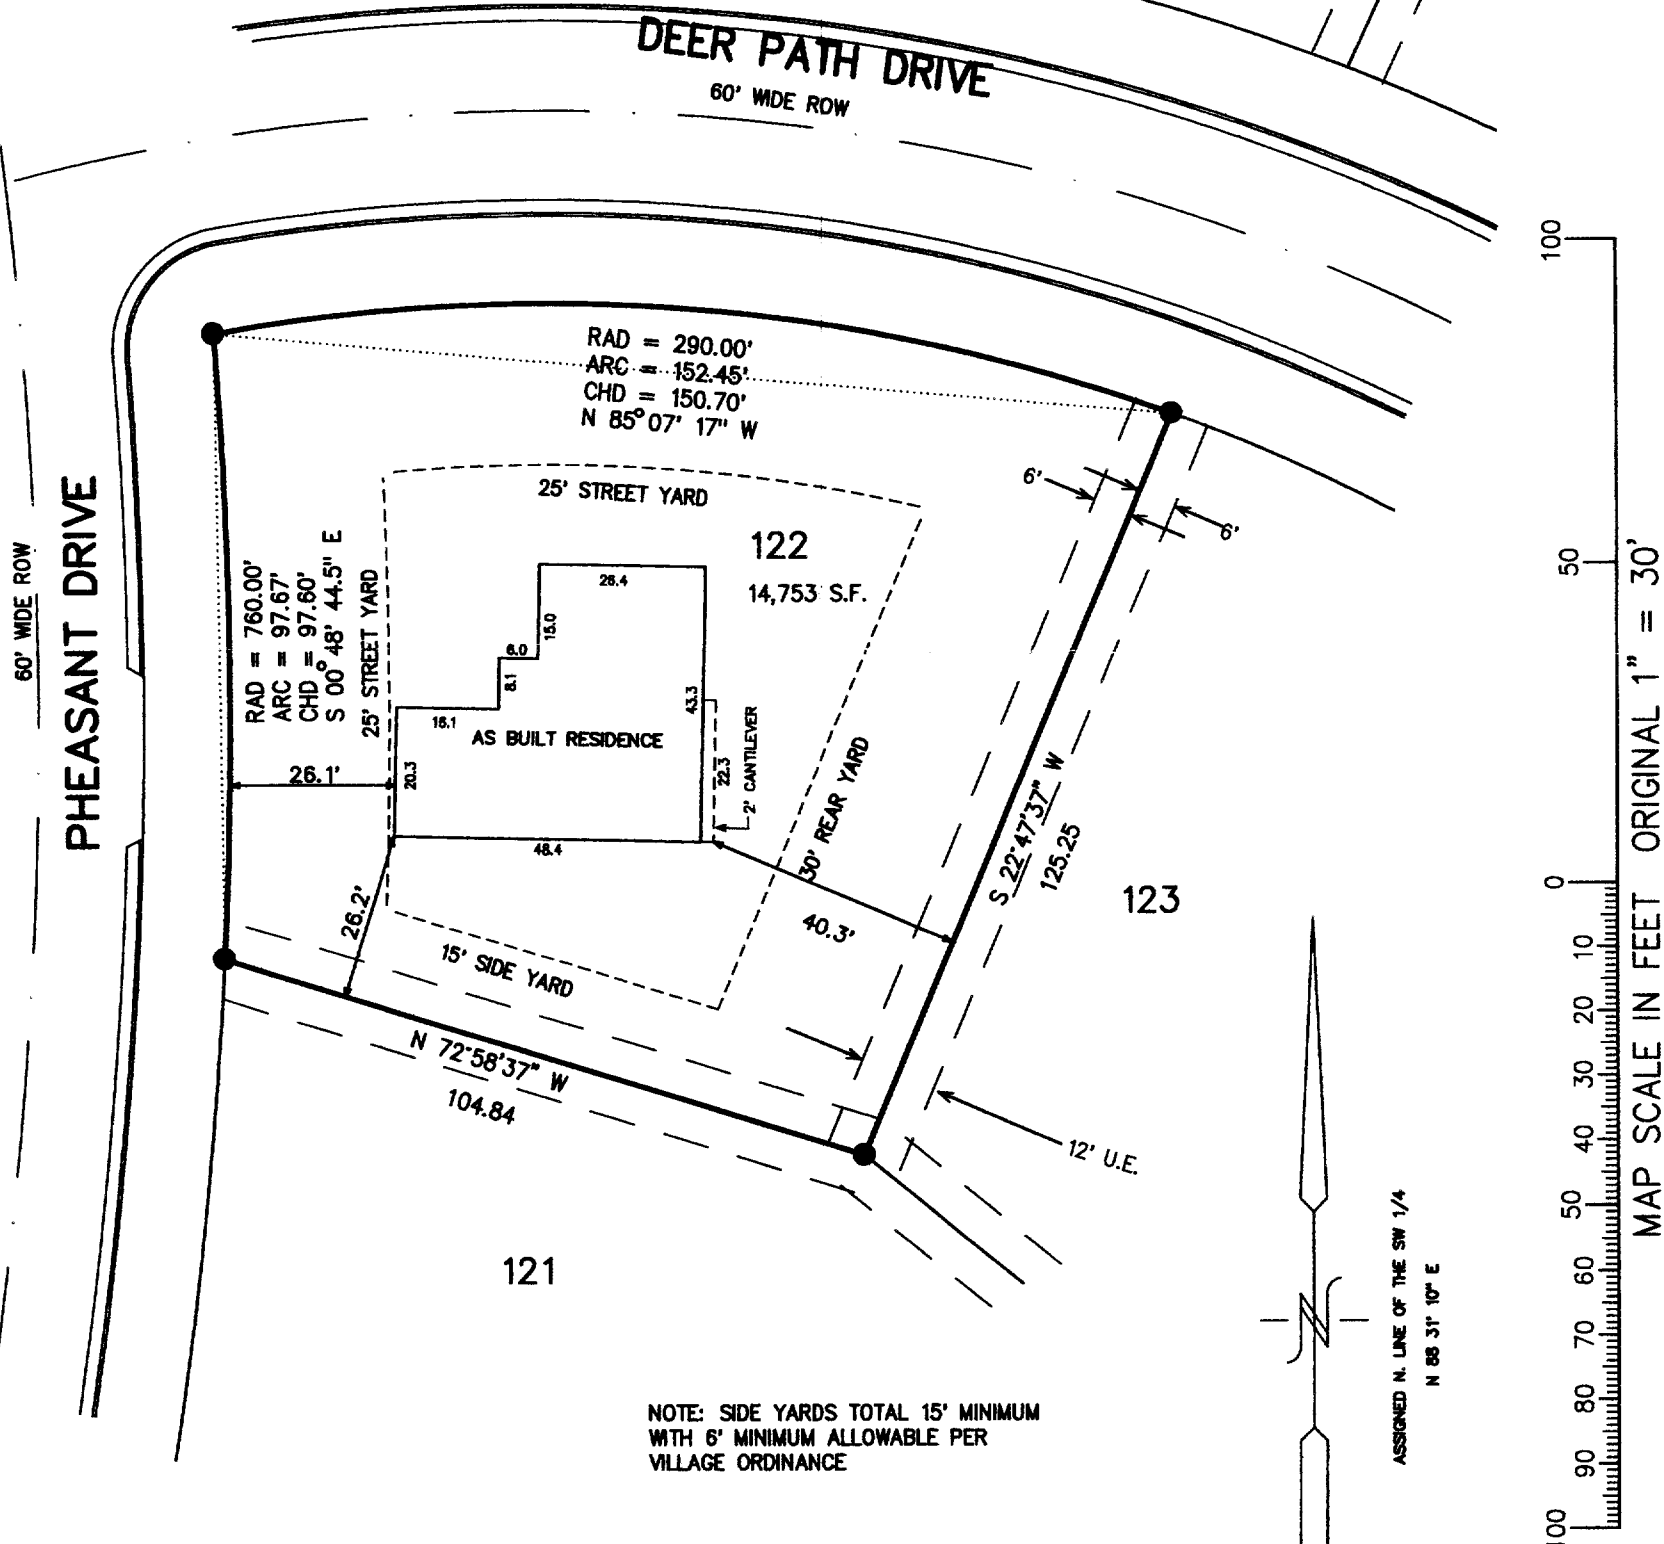 DEER PATH DRIVE
60' WIDE ROW
PHEASANT DRIVE
60' WIDE ROW
RAD = 290.00'
ARC = 152.45'
CHD = 150.70'
N 85°07' 17" W
RAD = 760.00'
ARC = 97.67'
CHD = 97.60'
S 00° 48' 44.5" E
25' STREET YARD
25' STREET YARD
122
14,753 S.F.
26.4
15.0
6.0
8.1
16.1
43.3
AS BUILT RESIDENCE
20.3
22.3
2' CANTILEVER
48.4
26.1'
26.2'
30' REAR YARD
40.3'
15' SIDE YARD
6'
6'
S 22°47'37" W
125.25
123
N 72°58'37" W
104.84
12' U.E.
121
NOTE: SIDE YARDS TOTAL 15' MINIMUM
WITH 6' MINIMUM ALLOWABLE PER
VILLAGE ORDINANCE
N
ASSIGNED N. LINE OF THE SW 1/4
N 88 31' 10" E
100
50
0
10
20
30
40
50
60
70
80
90
100
MAP SCALE IN FEET ORIGINAL 1" = 30'